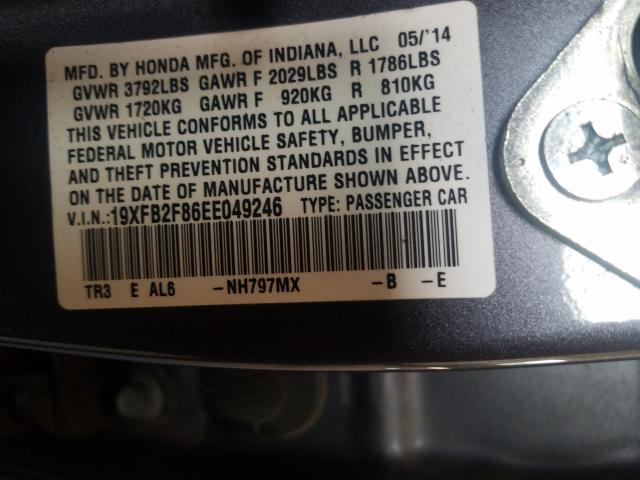 MFD. BY HONDA MFG. OF INDIANA, LLC 05/'14
GVWR 3792LBS GAWR F 2029LBS R 1786LBS
GVWR 1720KG GAWR F 920KG R 810KG
THIS VEHICLE CONFORMS TO ALL APPLICABLE
FEDERAL MOTOR VEHICLE SAFETY, BUMPER,
AND THEFT PREVENTION STANDARDS IN EFFECT
ON THE DATE OF MANUFACTURE SHOWN ABOVE.
V.I.N.:19XFB2F86EE049246 TYPE: PASSENGER CAR
TR3 E AL6 -NH797MX -B -E